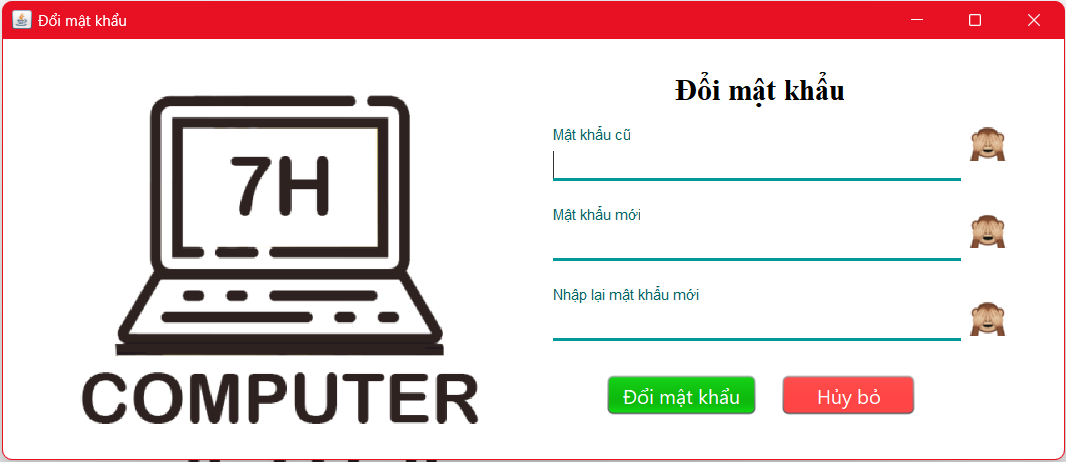 Đổi mật khẩu
7H
COMPUTER
Đổi mật khẩu
Mật khẩu cũ
Mật khẩu mới
Nhập lại mật khẩu mới
Đổi mật khẩu
Hủy bỏ